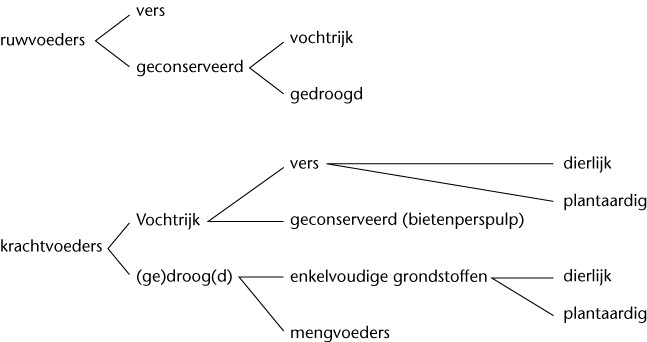 vers
ruwvoeders
vochtrijk
geconserveerd
gedroogd
vers
dierlijk
plantaardig
Vochtrijk
geconserveerd (bietenperspulp)
krachtvoeders
(ge)droog(d)
enkelvoudige grondstoffen
dierlijk
plantaardig
mengvoeders